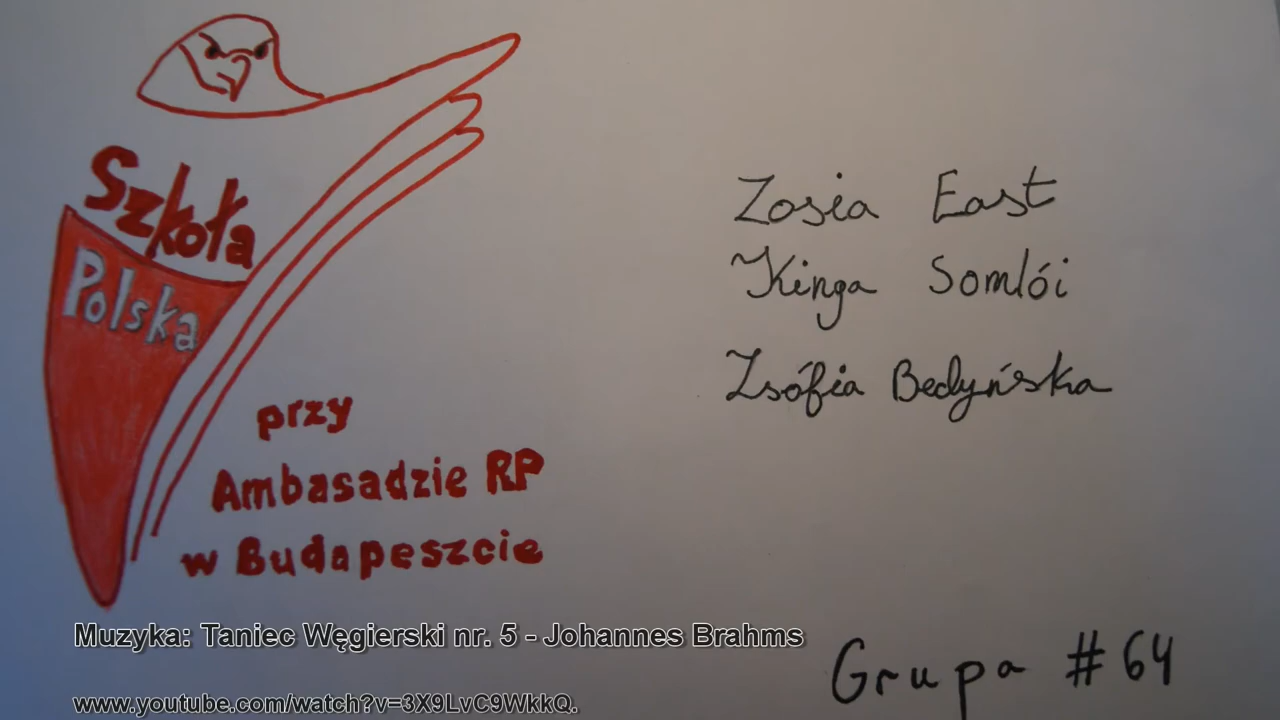 Szkoła
Polska
przy
Ambasadzie RP
w Budapeszcie
Zosia East
Kinga Somlói
Zsófia Bedyńska
Grupa #64
Muzyka: Taniec Węgierski nr. 5 - Johannes Brahms
www.youtube.com/watch?v=3X9LvC9WkkQ.